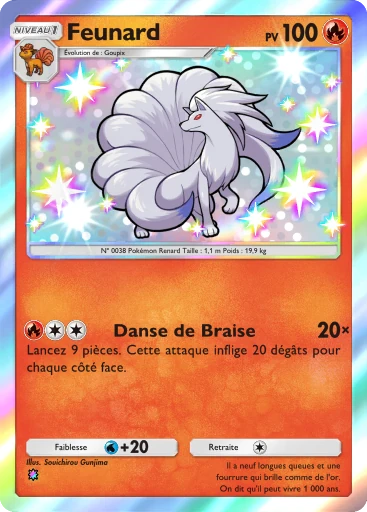 NIVEAU 1
Feunard
PV 100
Évolution de : Goupix
N° 0038 Pokémon Renard Taille : 1,1 m Poids : 19,9 kg
Danse de Braise 20×
Lancez 9 pièces. Cette attaque inflige 20 dégâts pour
chaque côté face.
Faiblesse +20
Retraite
Illus. Souichirou Gunjima
Il a neuf longues queues et une
fourrure qui brille comme de l'or.
On dit qu'il peut vivre 1 000 ans.